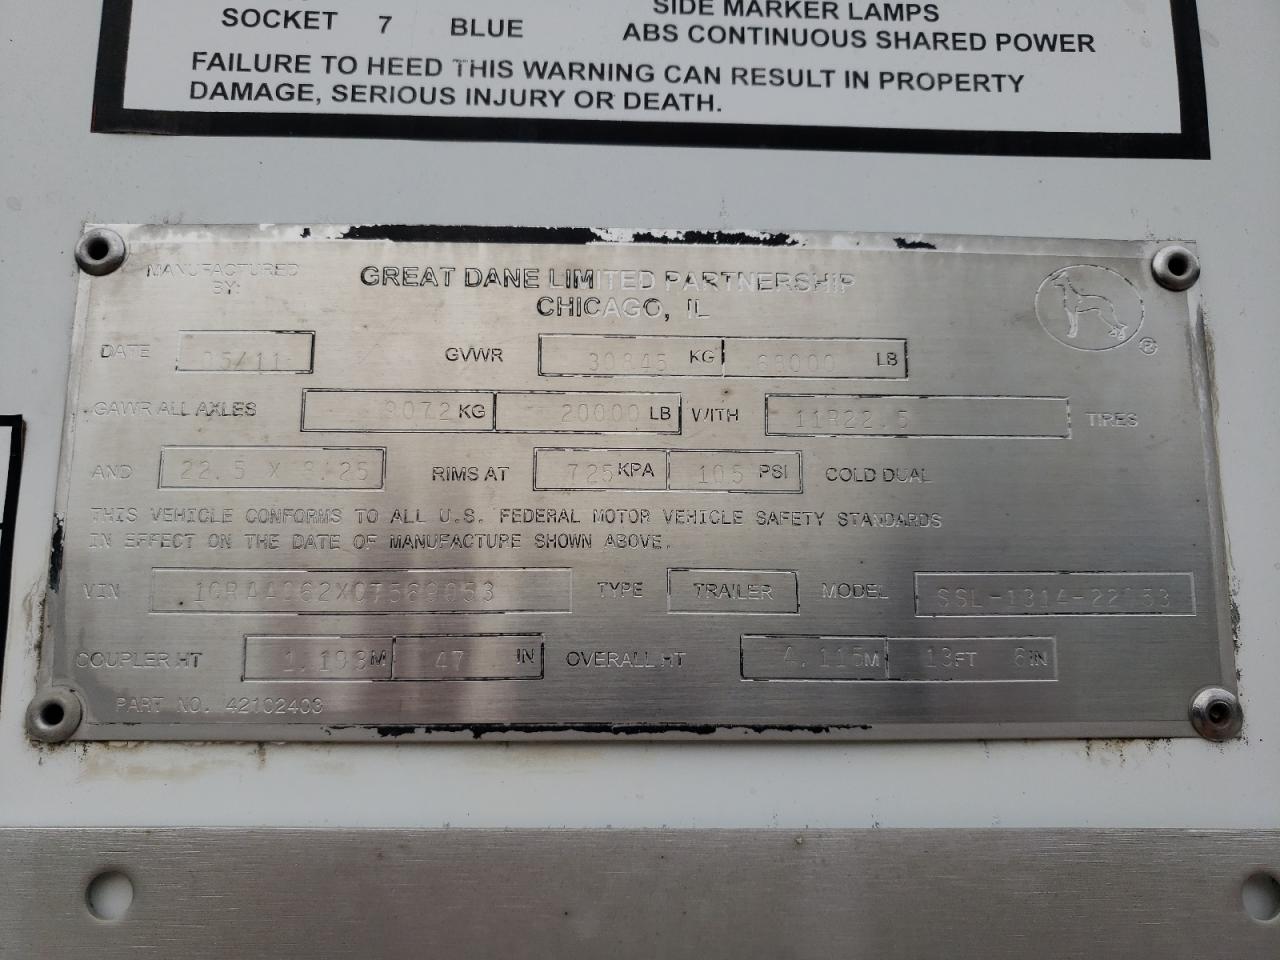 SIDE MARKER LAMPS
SOCKET 7 BLUE ABS CONTINUOUS SHARED POWER
FAILURE TO HEED THIS WARNING CAN RESULT IN PROPERTY
DAMAGE, SERIOUS INJURY OR DEATH.
MANUFACTURED BY: GREAT DANE LIMITED PARTNERSHIP
CHICAGO, IL
®
DATE 05/11 GVWR 30845 KG 68000 LB
GAWR ALL AXLES 9072 KG 20000 LB WITH 11R22.5 TIRES
AND 22.5 X 8.25 RIMS AT 725 KPA 105 PSI COLD DUAL
THIS VEHICLE CONFORMS TO ALL U.S. FEDERAL MOTOR VEHICLE SAFETY STANDARDS
IN EFFECT ON THE DATE OF MANUFACTURE SHOWN ABOVE.
VIN TYPE TRAILER MODEL
COUPLER HT 1.193M 47 IN OVERALL HT 4.115M 13FT 6IN
PART NO. 42102403